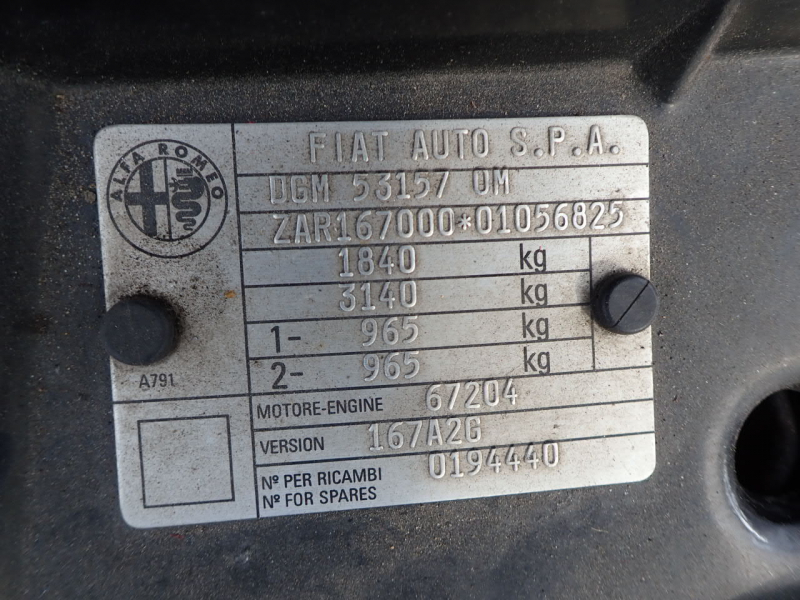 ALFA ROMEO
FIAT AUTO S.P.A.
DGM 53157 OM
ZAR167000*01056825
1840 kg
3140 kg
1- 965 kg
2- 965 kg
A791
MOTORE-ENGINE 67204
VERSION 167A2G
Nº PER RICAMBI
Nº FOR SPARES 0194440